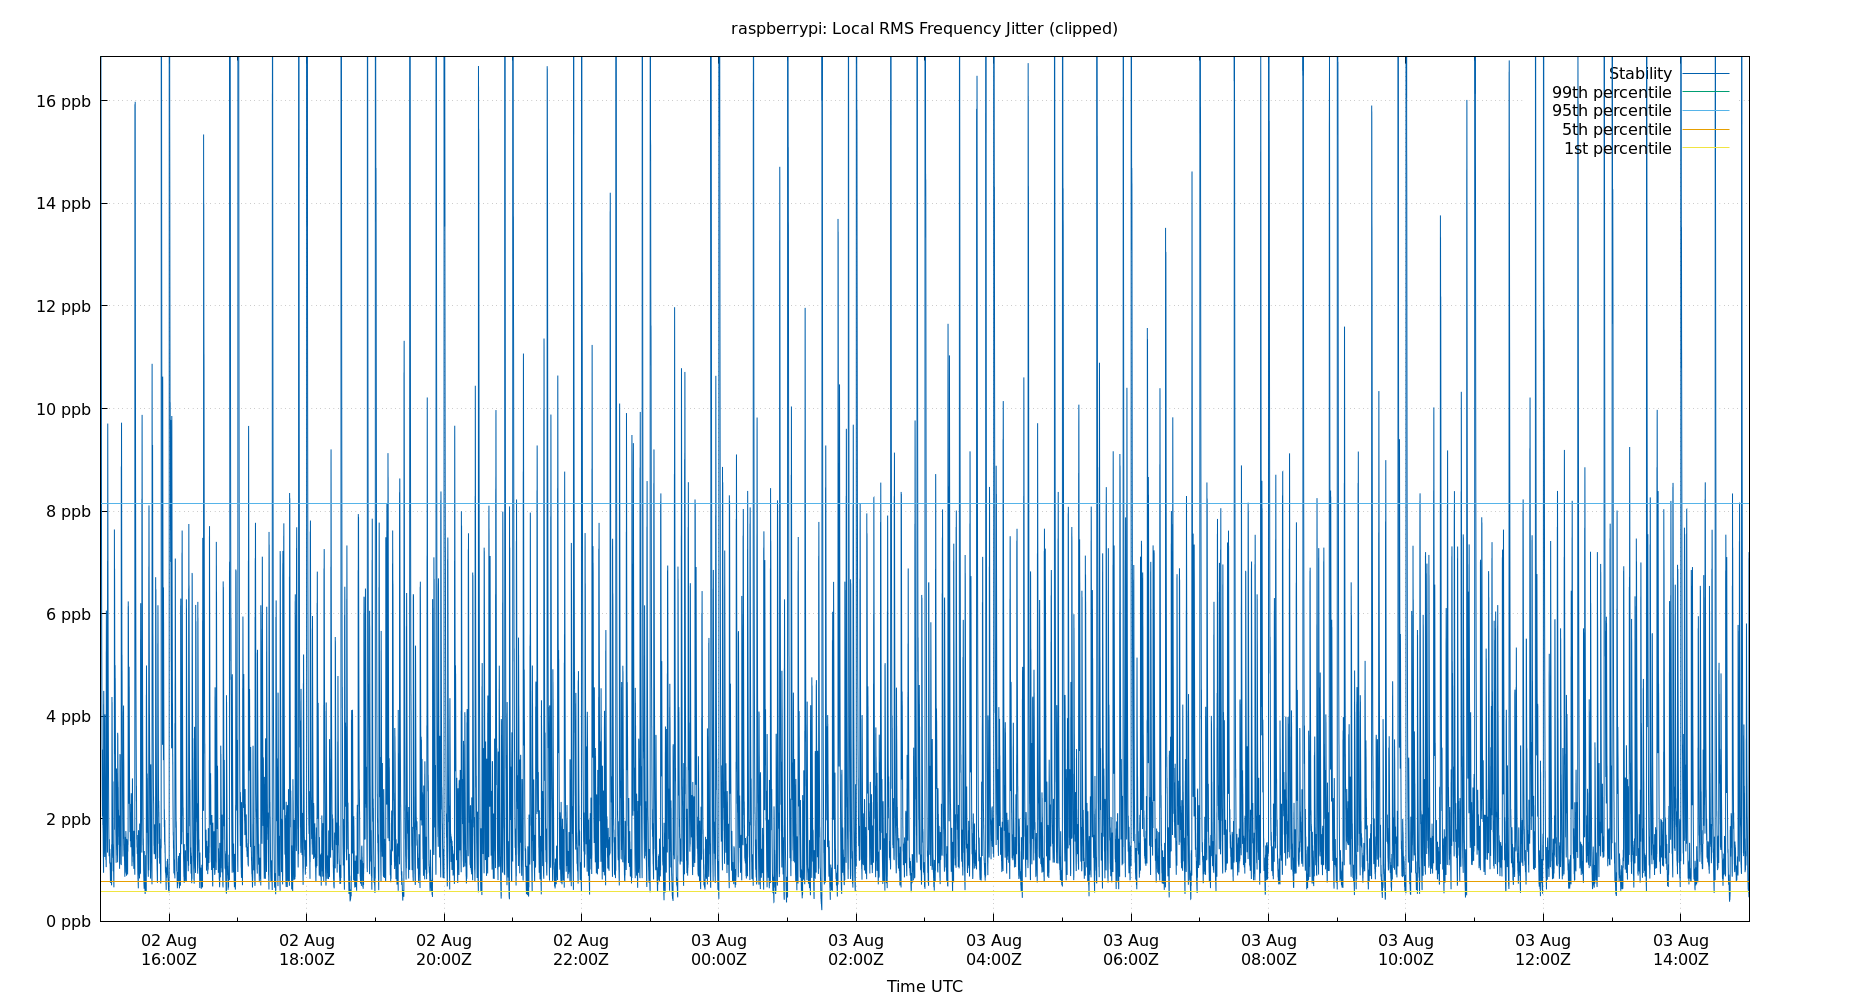 raspberrypi: Local RMS Frequency Jitter (clipped)
Stability
99th percentile
95th percentile
5th percentile
1st percentile
16 ppb
14 ppb
12 ppb
10 ppb
8 ppb
6 ppb
4 ppb
2 ppb
0 ppb
02 Aug 02 Aug 02 Aug 02 Aug 03 Aug 03 Aug 03 Aug 03 Aug 03 Aug 03 Aug 03 Aug 03 Aug
16:00Z 18:00Z 20:00Z 22:00Z 00:00Z 02:00Z 04:00Z 06:00Z 08:00Z 10:00Z 12:00Z 14:00Z
Time UTC